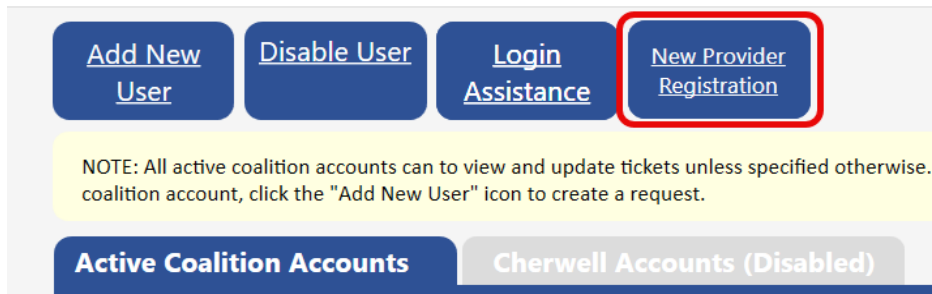 Add New
User
Disable User
Login
Assistance
New Provider
Registration
NOTE: All active coalition accounts can to view and update tickets unless specified otherwise.
coalition account, click the "Add New User" icon to create a request.
Active Coalition Accounts
Cherwell Accounts (Disabled)